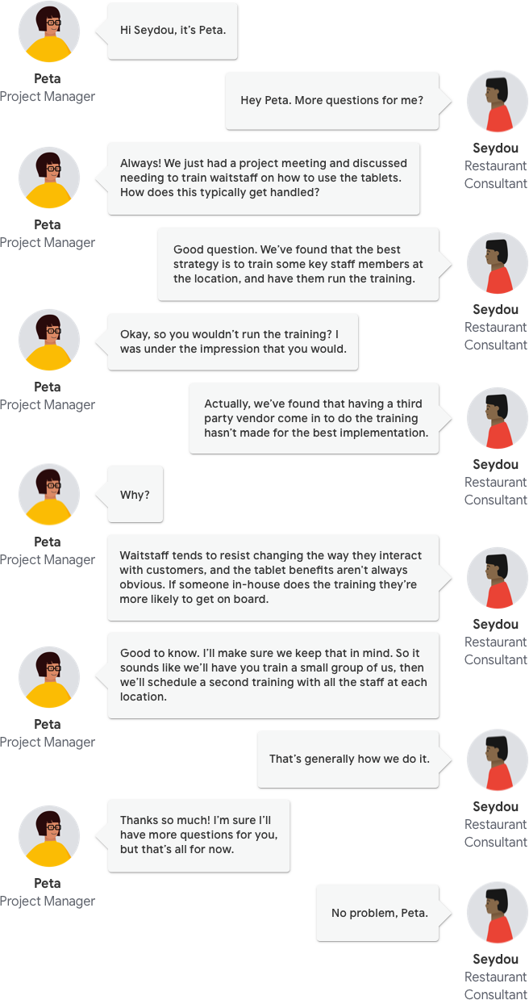 Hi Seydou, it's Peta.
Peta
Project Manager
Hey Peta. More questions for me?
Seydou
Restaurant
Consultant
Always! We just had a project meeting and discussed
needing to train waitstaff on how to use the tablets.
How does this typically get handled?
Peta
Project Manager
Good question. We've found that the best
strategy is to train some key staff members at
the location, and have them run the training.
Seydou
Restaurant
Consultant
Okay, so you wouldn't run the training? I
was under the impression that you would.
Peta
Project Manager
Actually, we've found that having a third
party vendor come in to do the training
hasn't made for the best implementation.
Seydou
Restaurant
Consultant
Why?
Peta
Project Manager
Waitstaff tends to resist changing the way they interact
with customers, and the tablet benefits aren't always
obvious. If someone in-house does the training they're
more likely to get on board.
Seydou
Restaurant
Consultant
Good to know. I'll make sure we keep that in mind. So it
sounds like we'll have you train a small group of us, then
we'll schedule a second training with all the staff at each
location.
Peta
Project Manager
That's generally how we do it.
Seydou
Restaurant
Consultant
Thanks so much! I'm sure I'll
have more questions for you,
but that's all for now.
Peta
Project Manager
No problem, Peta.
Seydou
Restaurant
Consultant